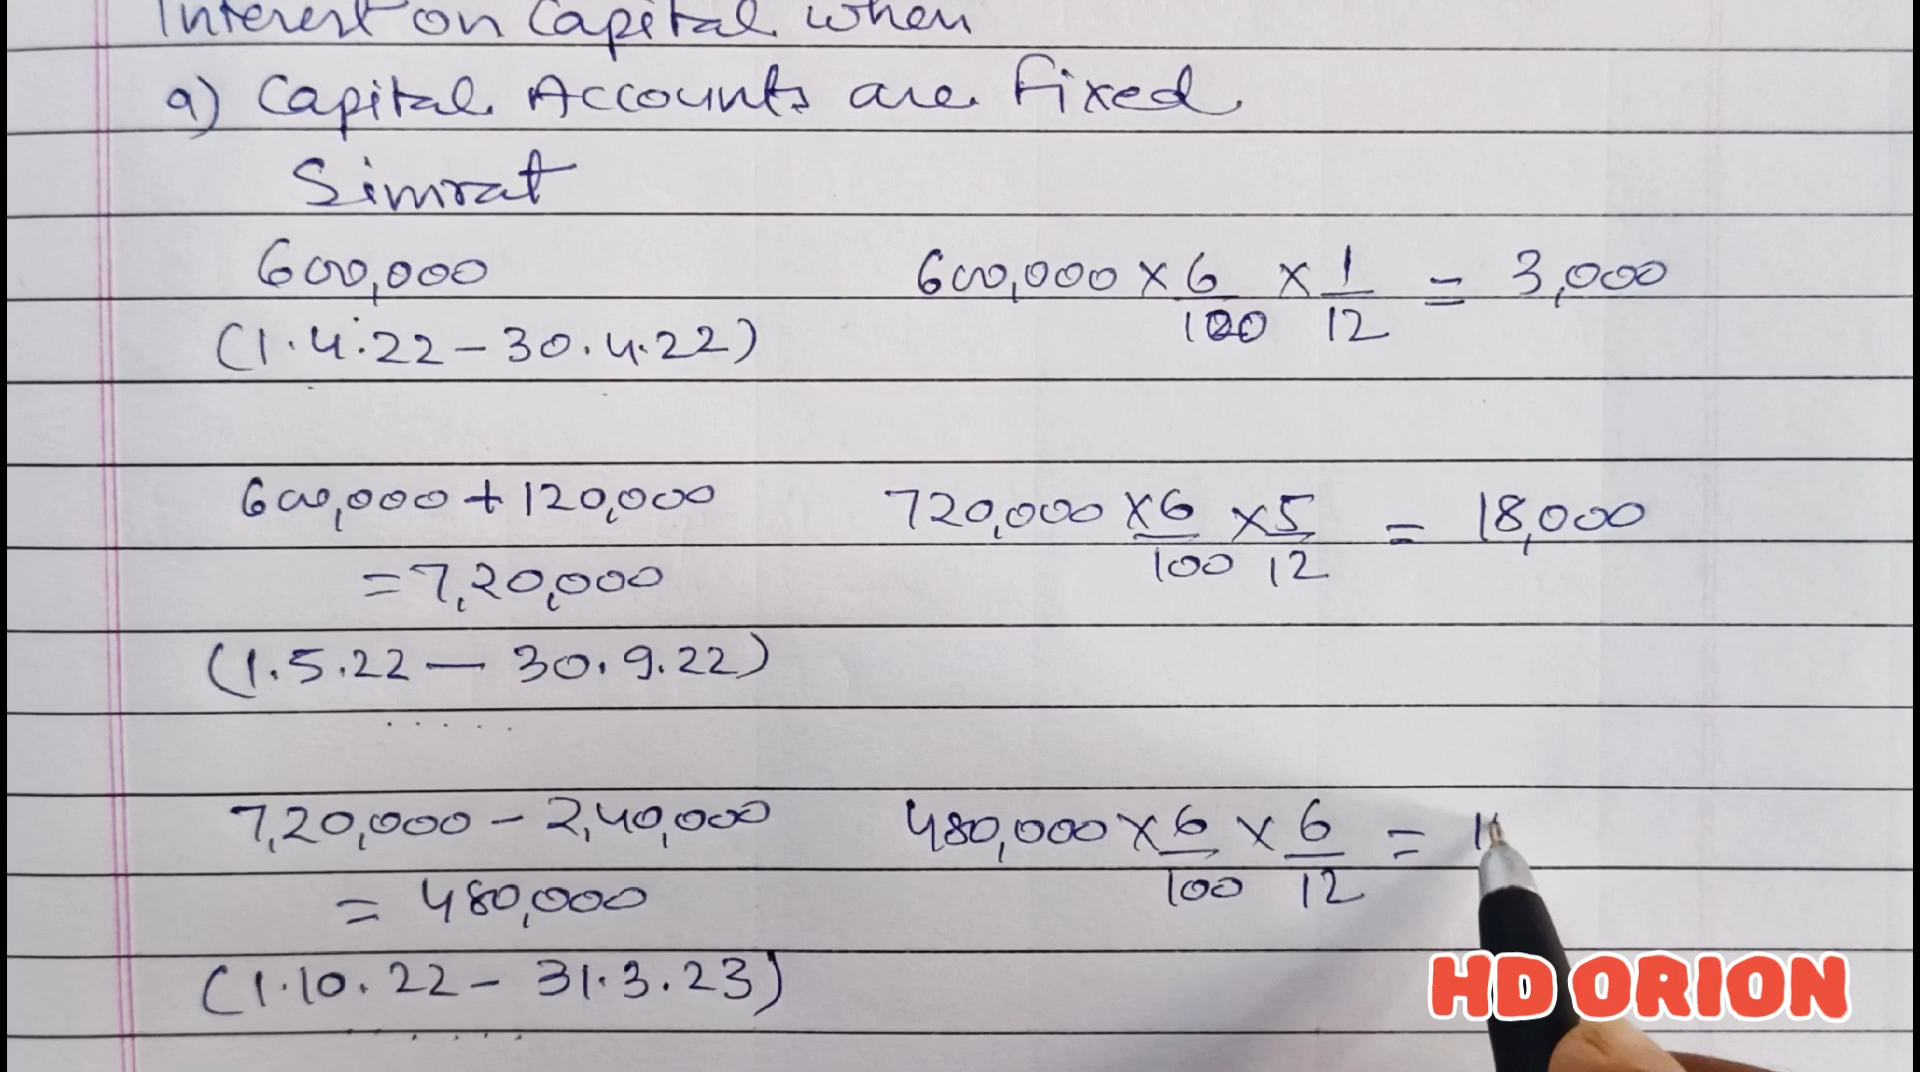 Interest on Capital when
a) Capital Accounts are fixed
Simrat
600,000
600,000 × 6/100 × 1/12 = 3,000
(1.4.22 – 30.4.22)
600,000 + 120,000
720,000 × 6/100 × 5/12 = 18,000
= 7,20,000
(1.5.22 – 30.9.22)
7,20,000 – 2,40,000
480,000 × 6/100 × 6/12 = 1
= 480,000
(1.10.22 – 31.3.23)
HD ORION